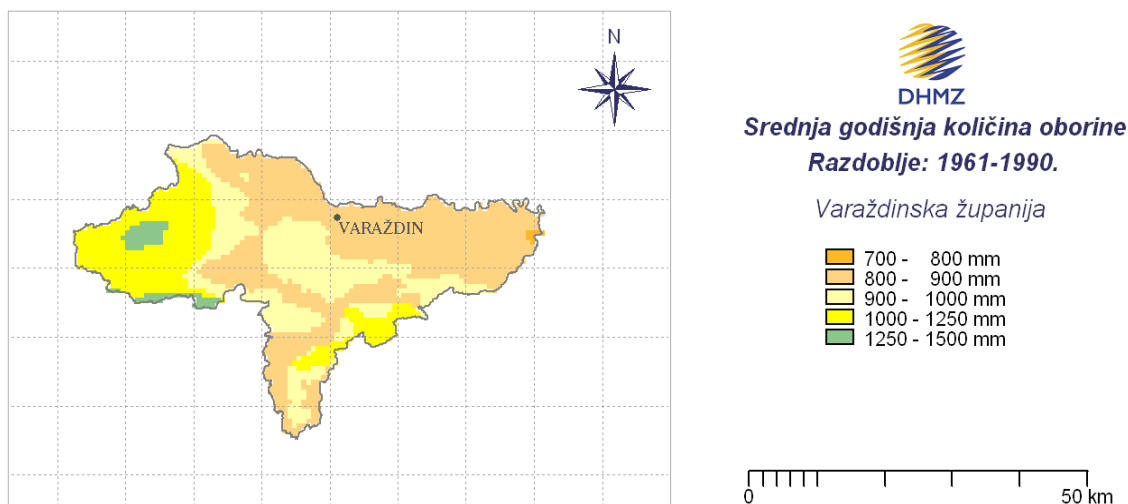 N
VARAŽDIN
DHMZ
Srednja godišnja količina oborine
Razdoblje: 1961-1990.
Varaždinska županija
700 - 800 mm
800 - 900 mm
900 - 1000 mm
1000 - 1250 mm
1250 - 1500 mm
0 50 km